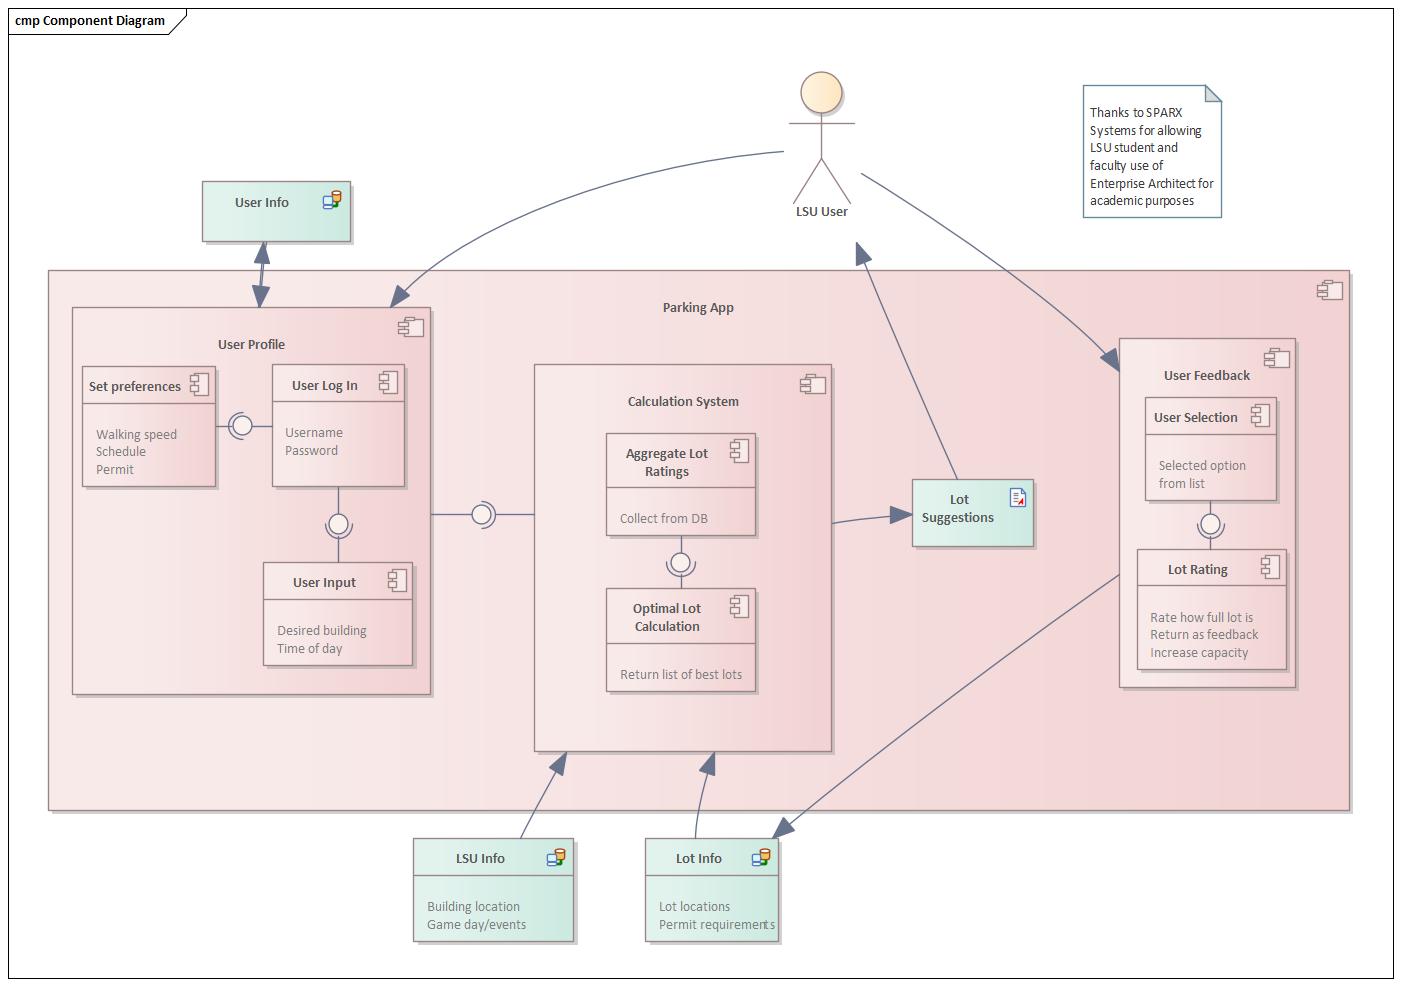 cmp Component Diagram
Thanks to SPARX
Systems for allowing
LSU student and
faculty use of
Enterprise Architect for
academic purposes
LSU User
User Info
Parking App
User Profile
Set preferences
Walking speed
Schedule
Permit
User Log In
Username
Password
User Input
Desired building
Time of day
Calculation System
Aggregate Lot
Ratings
Collect from DB
Optimal Lot
Calculation
Return list of best lots
Lot
Suggestions
User Feedback
User Selection
Selected option
from list
Lot Rating
Rate how full lot is
Return as feedback
Increase capacity
LSU Info
Building location
Game day/events
Lot Info
Lot locations
Permit requirements